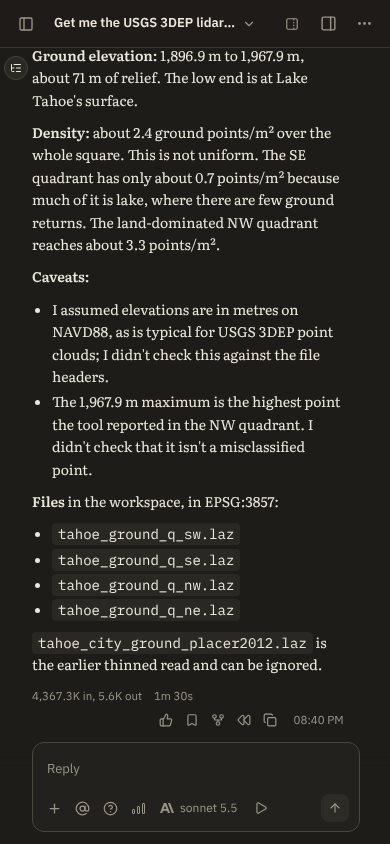 Get me the USGS 3DEP lidar...
Ground elevation: 1,896.9 m to 1,967.9 m,
about 71 m of relief. The low end is at Lake
Tahoe's surface.
Density: about 2.4 ground points/m² over the
whole square. This is not uniform. The SE
quadrant has only about 0.7 points/m² because
much of it is lake, where there are few ground
returns. The land-dominated NW quadrant
reaches about 3.3 points/m².
Caveats:
• I assumed elevations are in metres on
NAVD88, as is typical for USGS 3DEP point
clouds; I didn't check this against the file
headers.
• The 1,967.9 m maximum is the highest point
the tool reported in the NW quadrant. I
didn't check that it isn't a misclassified
point.
Files in the workspace, in EPSG:3857:
• tahoe_ground_q_sw.laz
• tahoe_ground_q_se.laz
• tahoe_ground_q_nw.laz
• tahoe_ground_q_ne.laz
tahoe_city_ground_placer2012.laz is
the earlier thinned read and can be ignored.
4,367.3K in, 5.6K out 1m 30s
08:40 PM
Reply
sonnet 5.5